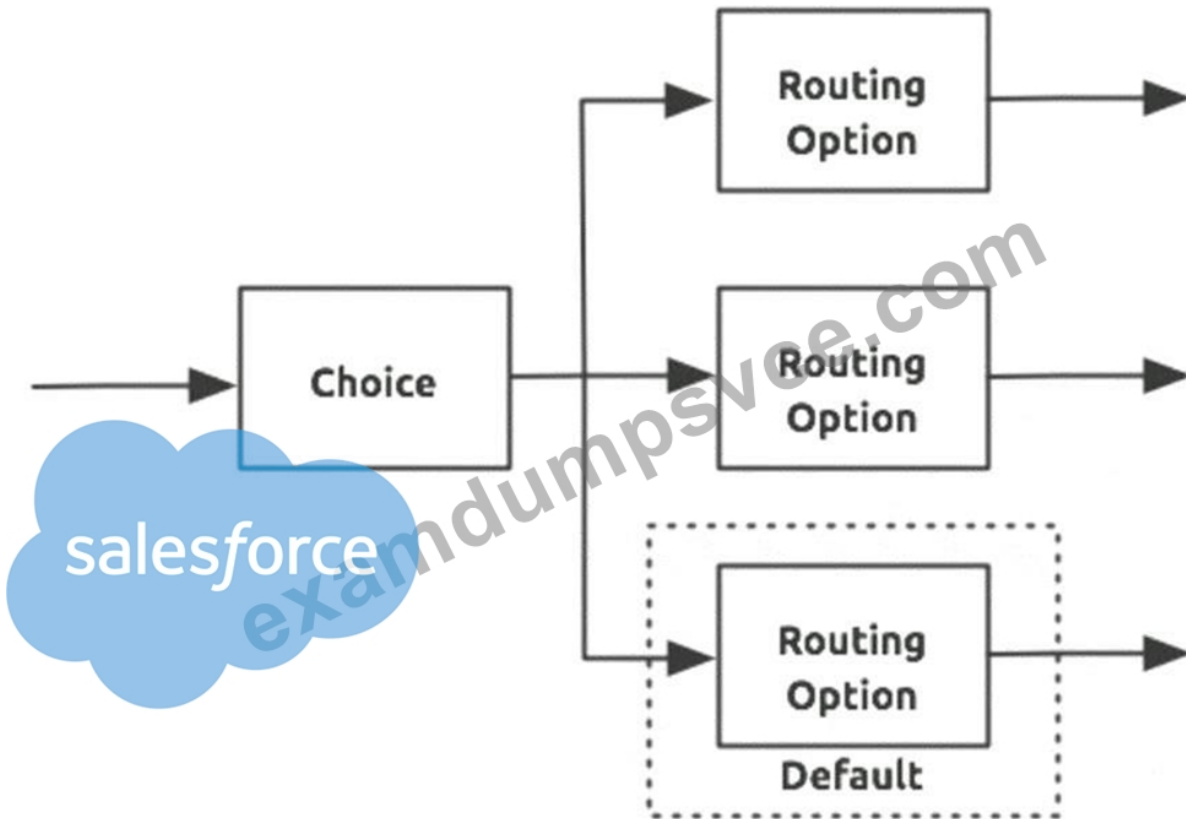 Routing
Option
Choice
Routing
Option
salesforce
examdumpsvce.com
Routing
Option
Default